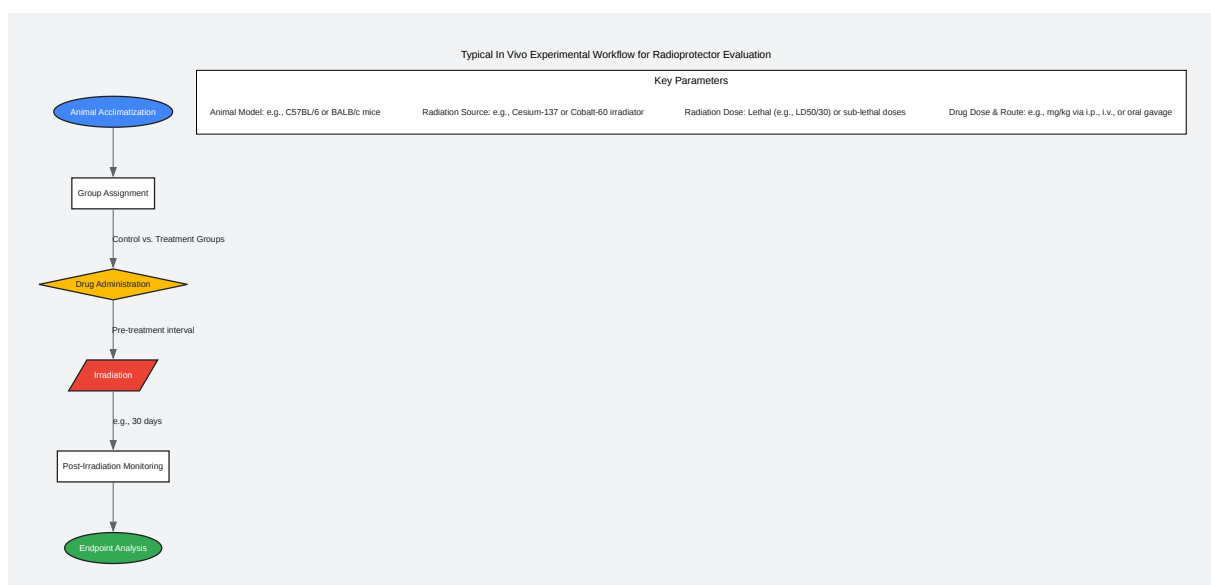 Typical In Vivo Experimental Workflow for Radioprotector Evaluation
Key Parameters
Animal Model: e.g., C57BL/6 or BALB/c mice
Radiation Source: e.g., Cesium-137 or Cobalt-60 irradiator
Radiation Dose: Lethal (e.g., LD50/30) or sub-lethal doses
Drug Dose & Route: e.g., mg/kg via i.p., i.v., or oral gavage
Animal Acclimatization
Group Assignment
Control vs. Treatment Groups
Drug Administration
Pre-treatment interval
Irradiation
e.g., 30 days
Post-Irradiation Monitoring
Endpoint Analysis